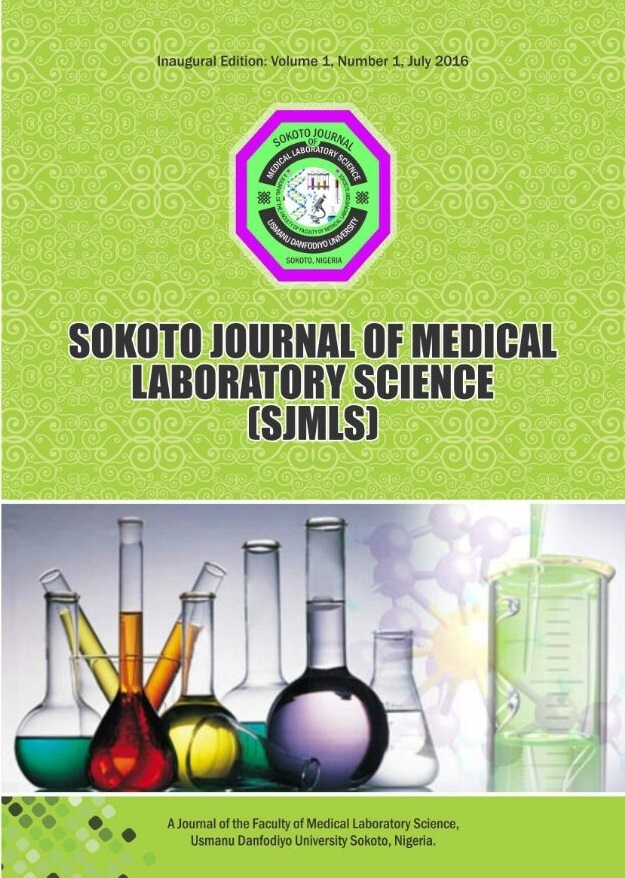 Inaugural Edition: Volume 1, Number 1, July 2016
SOKOTO JOURNAL
OF
MEDICAL LABORATORY SCIENCE
USMANU DANFODIYO UNIVERSITY
SOKOTO, NIGERIA
SOKOTO JOURNAL OF MEDICAL
LABORATORY SCIENCE
(SJMLS)
A Journal of the Faculty of Medical Laboratory Science,
Usmanu Danfodiyo University Sokoto, Nigeria.